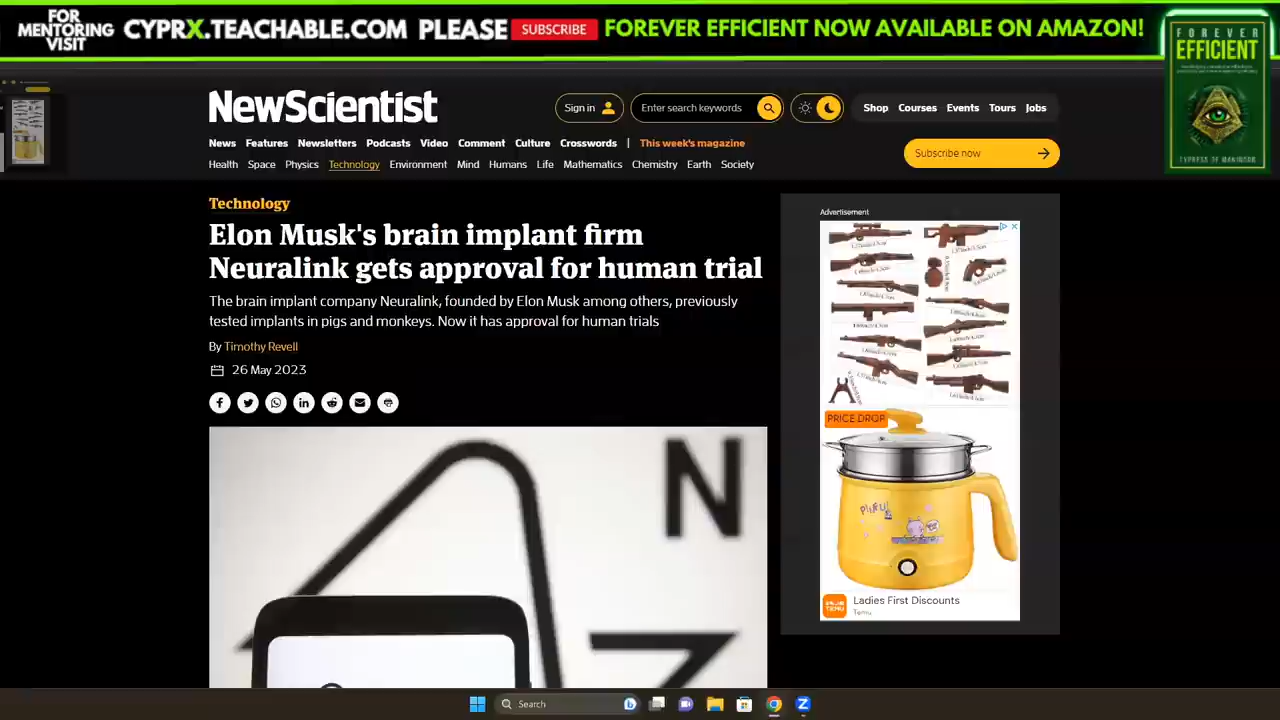 FOR
MENTORING
VISIT
CYPRX.TEACHABLE.COM PLEASE SUBSCRIBE FOREVER EFFICIENT NOW AVAILABLE ON AMAZON!
FOREVER
EFFICIENT
NewScientist
Sign in
Enter search keywords
Shop Courses Events Tours Jobs
News Features Newsletters Podcasts Video Comment Culture Crosswords | This week's magazine
Health Space Physics Technology Environment Mind Humans Life Mathematics Chemistry Earth Society
Subscribe now
Technology
Elon Musk's brain implant firm
Neuralink gets approval for human trial
The brain implant company Neuralink, founded by Elon Musk among others, previously
tested implants in pigs and monkeys. Now it has approval for human trials
By Timothy Revell
26 May 2023
N
Advertisement
PRICE DROP
Ladies First Discounts
Temu
Search